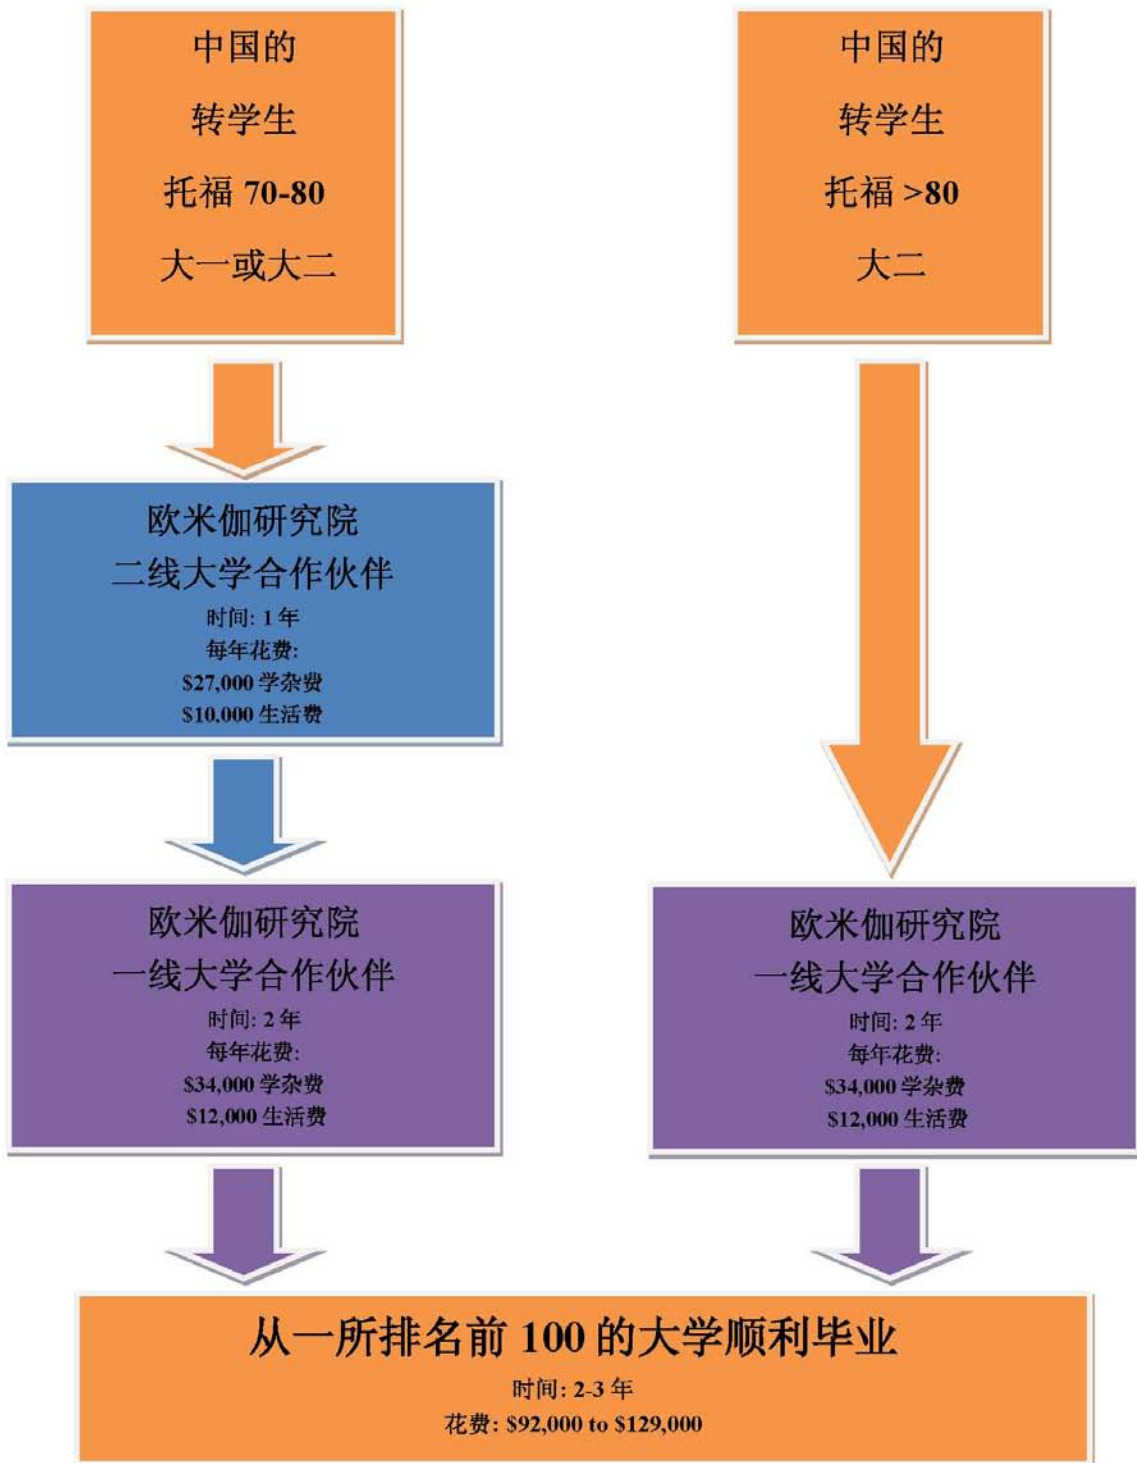 中国的
转学生
托福 70-80
大一或大二
中国的
转学生
托福 >80
大二
欧米伽研究院
二线大学合作伙伴
时间: 1 年
每年花费:
$27,000 学杂费
$10,000 生活费
欧米伽研究院
一线大学合作伙伴
时间: 2 年
每年花费:
$34,000 学杂费
$12,000 生活费
欧米伽研究院
一线大学合作伙伴
时间: 2 年
每年花费:
$34,000 学杂费
$12,000 生活费
从一所排名前 100 的大学顺利毕业
时间: 2-3 年
花费: $92,000 to $129,000